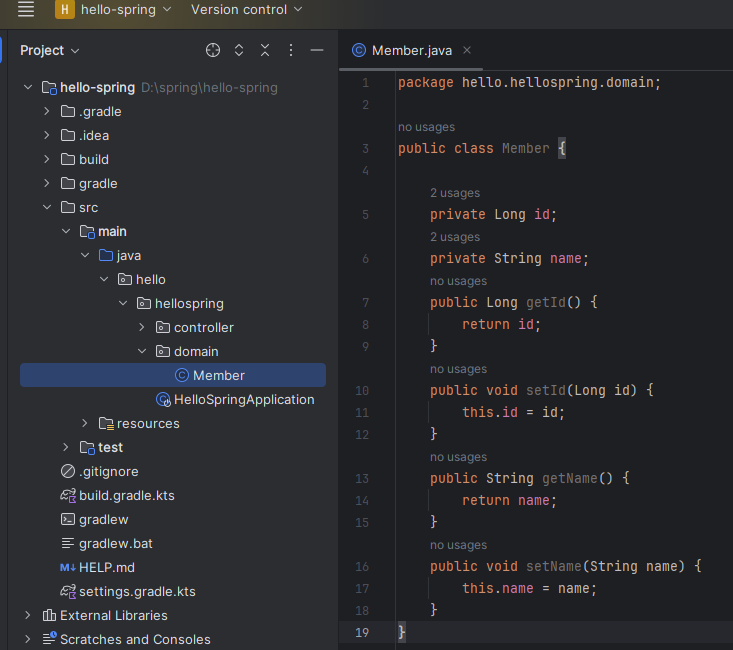 H hello-spring Version control
Project
hello-spring D:\spring\hello-spring
.gradle
.idea
build
gradle
src
main
java
hello
hellospring
controller
domain
Member
HelloSpringApplication
resources
test
.gitignore
build.gradle.kts
gradlew
gradlew.bat
M↓ HELP.md
settings.gradle.kts
External Libraries
Scratches and Consoles
C Member.java
1 package hello.hellospring.domain;
2
no usages
3 public class Member {
4
2 usages
5 private Long id;
2 usages
6 private String name;
no usages
7 public Long getId() {
8 return id;
9 }
no usages
10 public void setId(Long id) {
11 this.id = id;
12 }
no usages
13 public String getName() {
14 return name;
15 }
no usages
16 public void setName(String name) {
17 this.name = name;
18 }
19 }